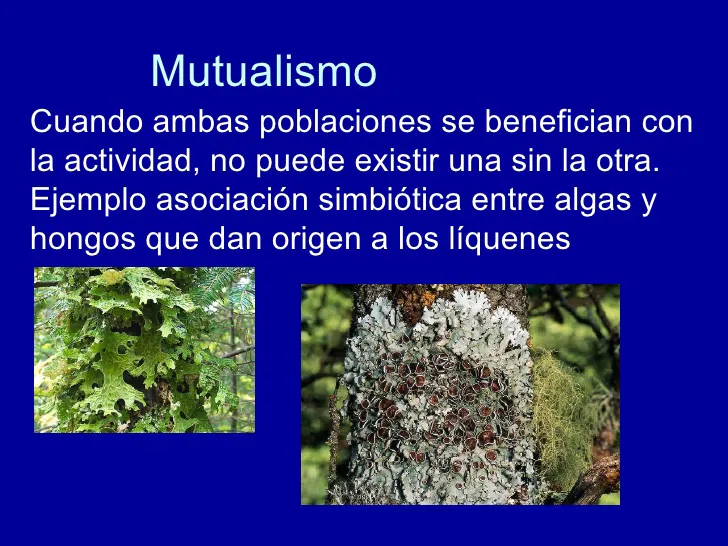 Mutualismo
Cuando ambas poblaciones se benefician con
la actividad, no puede existir una sin la otra.
Ejemplo asociación simbiótica entre algas y
hongos que dan origen a los líquenes